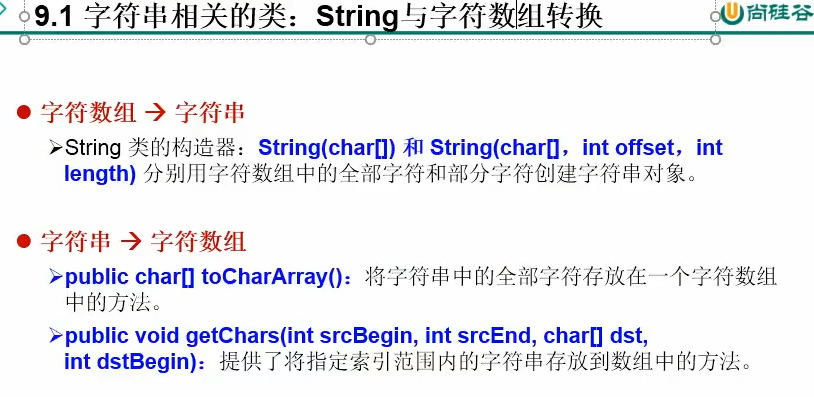 9.1 字符串相关的类：String与字符数组转换
尚硅谷
字符数组 → 字符串
String 类的构造器：String(char[]) 和 String(char[]，int offset，int
length) 分别用字符数组中的全部字符和部分字符创建字符串对象。
字符串 → 字符数组
public char[] toCharArray()：将字符串中的全部字符存放在一个字符数组
中的方法。
public void getChars(int srcBegin, int srcEnd, char[] dst,
int dstBegin)：提供了将指定索引范围内的字符串存放到数组中的方法。